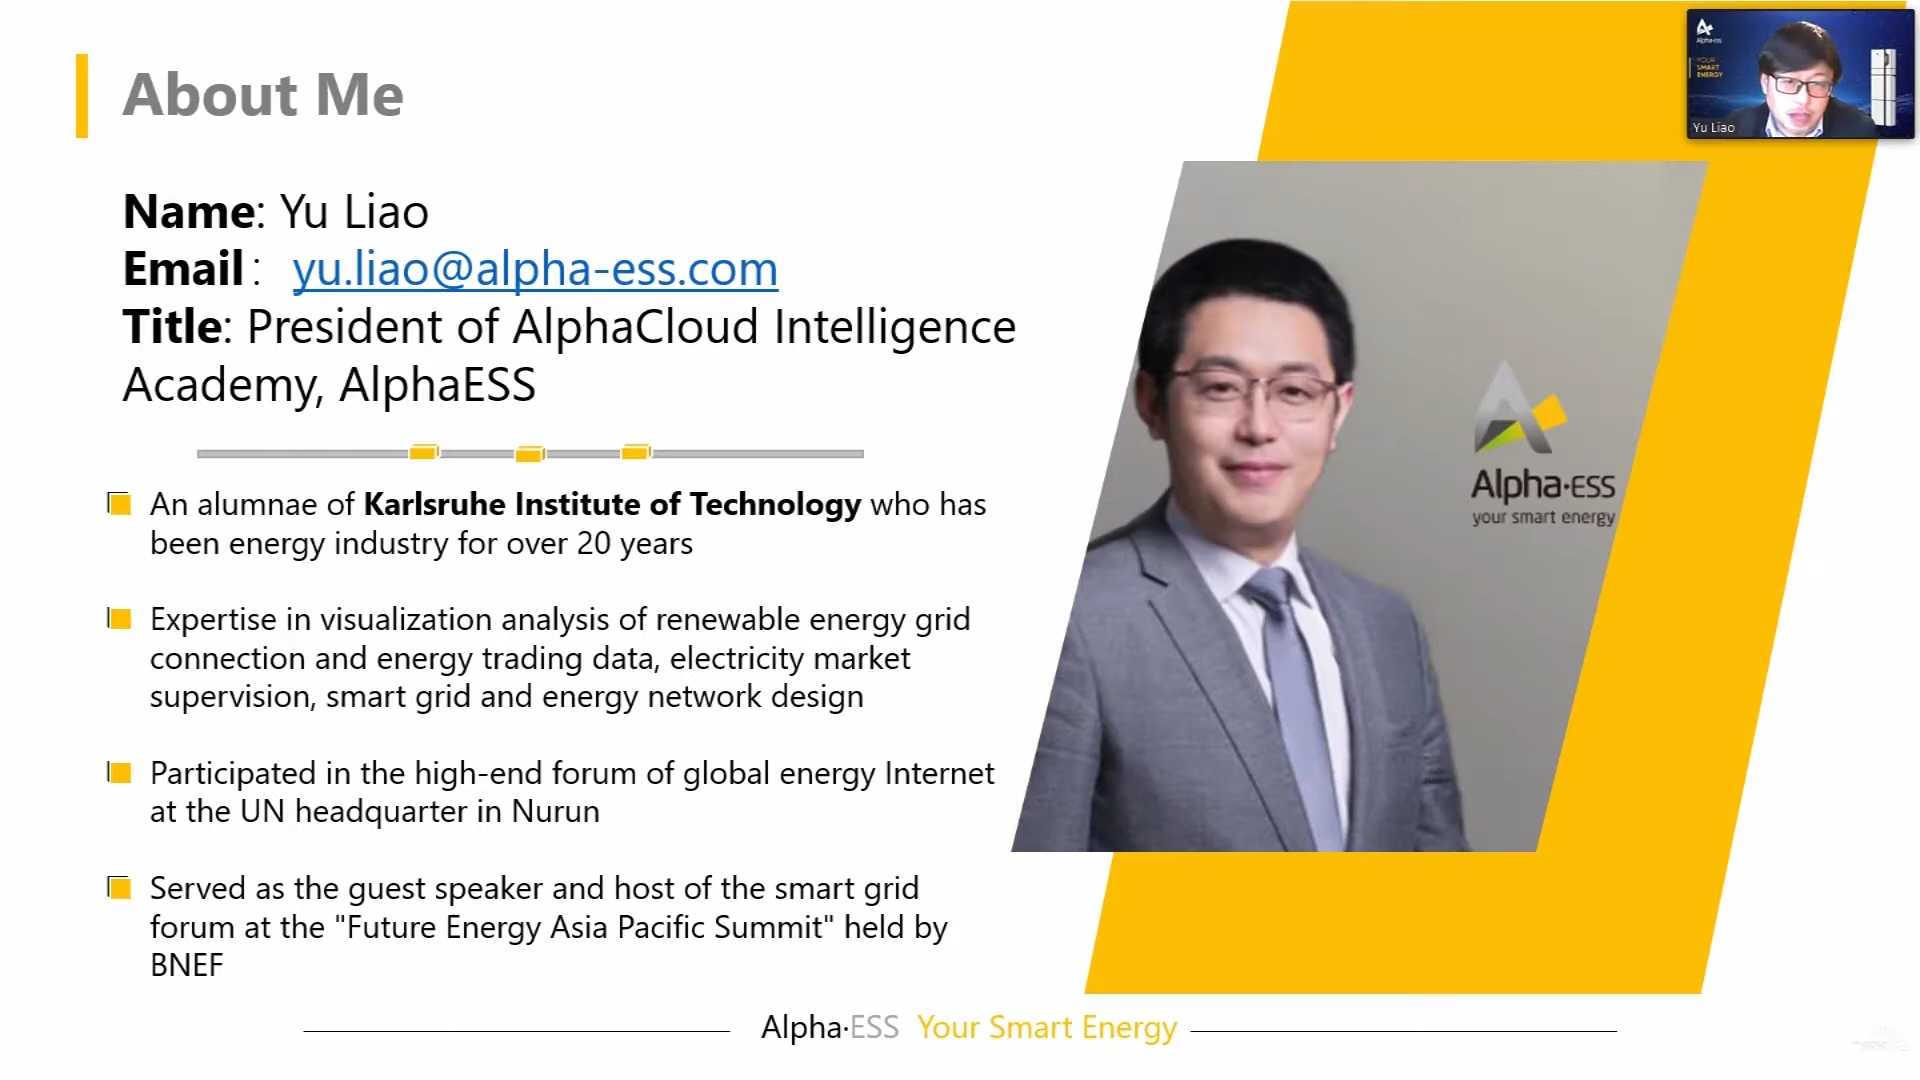 About Me
Name: Yu Liao
Email： yu.liao@alpha-ess.com
Title: President of AlphaCloud Intelligence
Academy, AlphaESS
An alumnae of Karlsruhe Institute of Technology who has
been energy industry for over 20 years
Expertise in visualization analysis of renewable energy grid
connection and energy trading data, electricity market
supervision, smart grid and energy network design
Participated in the high-end forum of global energy Internet
at the UN headquarter in Nurun
Served as the guest speaker and host of the smart grid
forum at the "Future Energy Asia Pacific Summit" held by
BNEF
Alpha·ESS
your smart energy
Alpha·ESS
YOUR
SMART
ENERGY
Yu Liao
Alpha·ESS Your Smart Energy